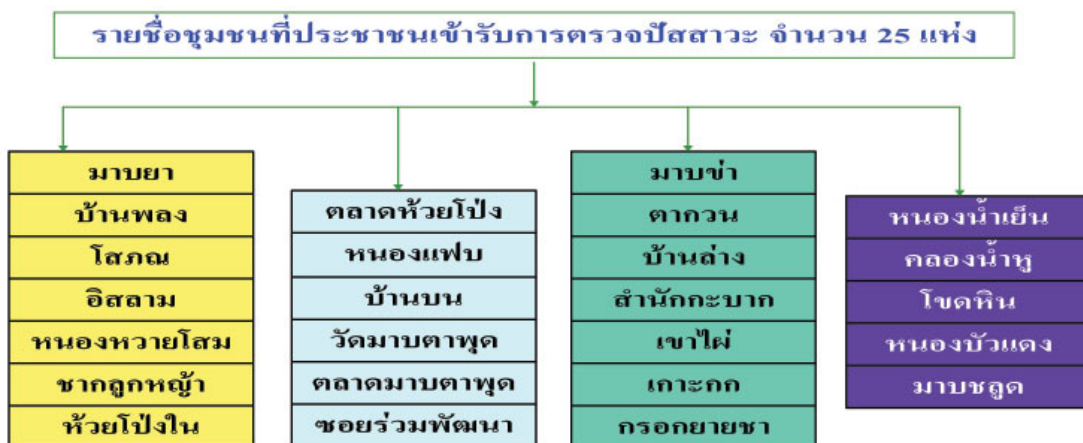 รายชื่อชุมชนที่ประชาชนเข้ารับการตรวจปัสสาวะ จำนวน 25 แห่ง
มาบยา
บ้านพลง
โสภณ
อิสลาม
หนองหวายโสม
ชากลูกหญ้า
ห้วยโป่งใน
ตลาดห้วยโป่ง
หนองแฟบ
บ้านบน
วัดมาบตาพุด
ตลาดมาบตาพุด
ซอยร่วมพัฒนา
มาบข่า
ตากวน
บ้านล่าง
สำนักกะบาก
เขาไผ่
เกาะกก
กรอกยายชา
หนองน้ำเย็น
คลองน้ำหู
โขดหิน
หนองบัวแดง
มาบชลูด